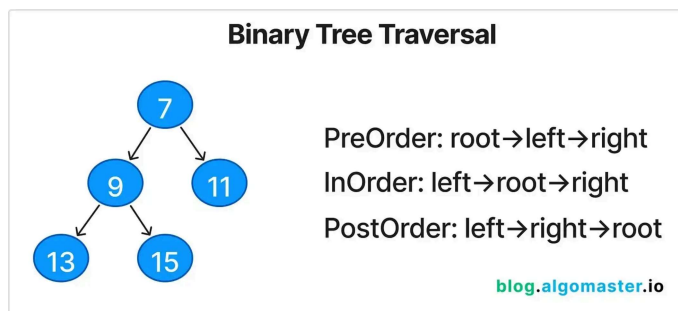 Binary Tree Traversal
7
9
11
13
15
PreOrder: root→left→right
InOrder: left→root→right
PostOrder: left→right→root
blog.algomaster.io